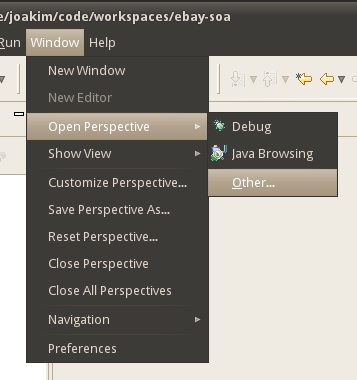 e/joakim/code/workspaces/ebay-soa
Run Window Help
New Window
New Editor
Open Perspective
Debug
Show View
Java Browsing
Customize Perspective...
Other...
Save Perspective As...
Reset Perspective...
Close Perspective
Close All Perspectives
Navigation
Preferences